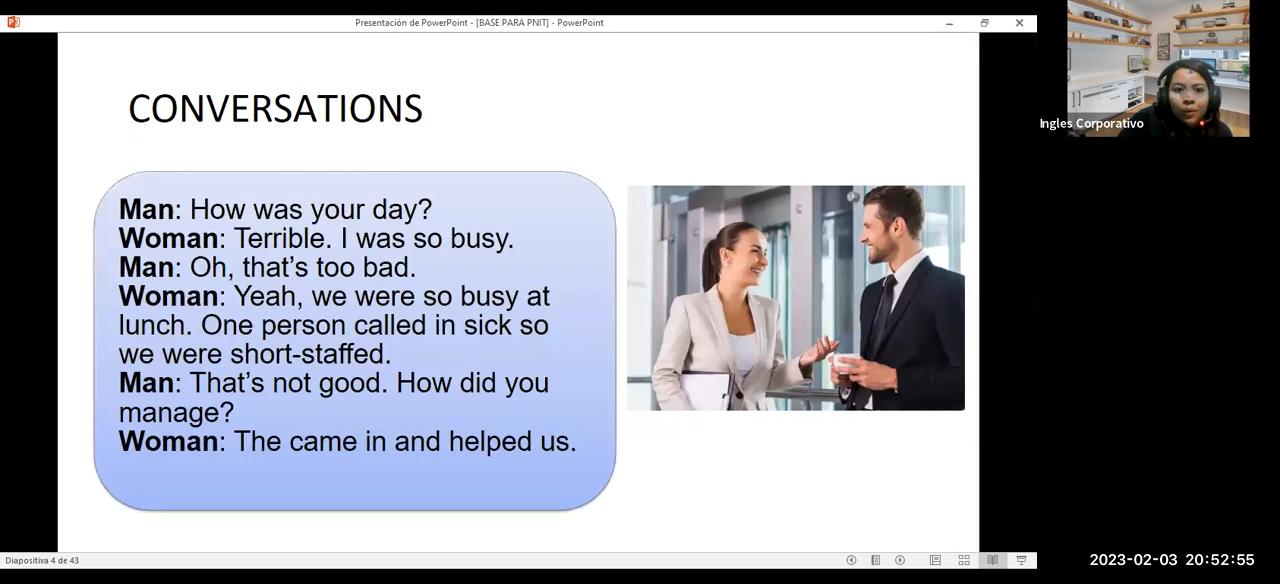 Presentación de PowerPoint - [BASE PARA PNIT] - PowerPoint
CONVERSATIONS
Man: How was your day?
Woman: Terrible. I was so busy.
Man: Oh, that's too bad.
Woman: Yeah, we were so busy at
lunch. One person called in sick so
we were short-staffed.
Man: That's not good. How did you
manage?
Woman: The came in and helped us.
Ingles Corporativo
Diapositiva 4 de 43
2023-02-03 20:52:55